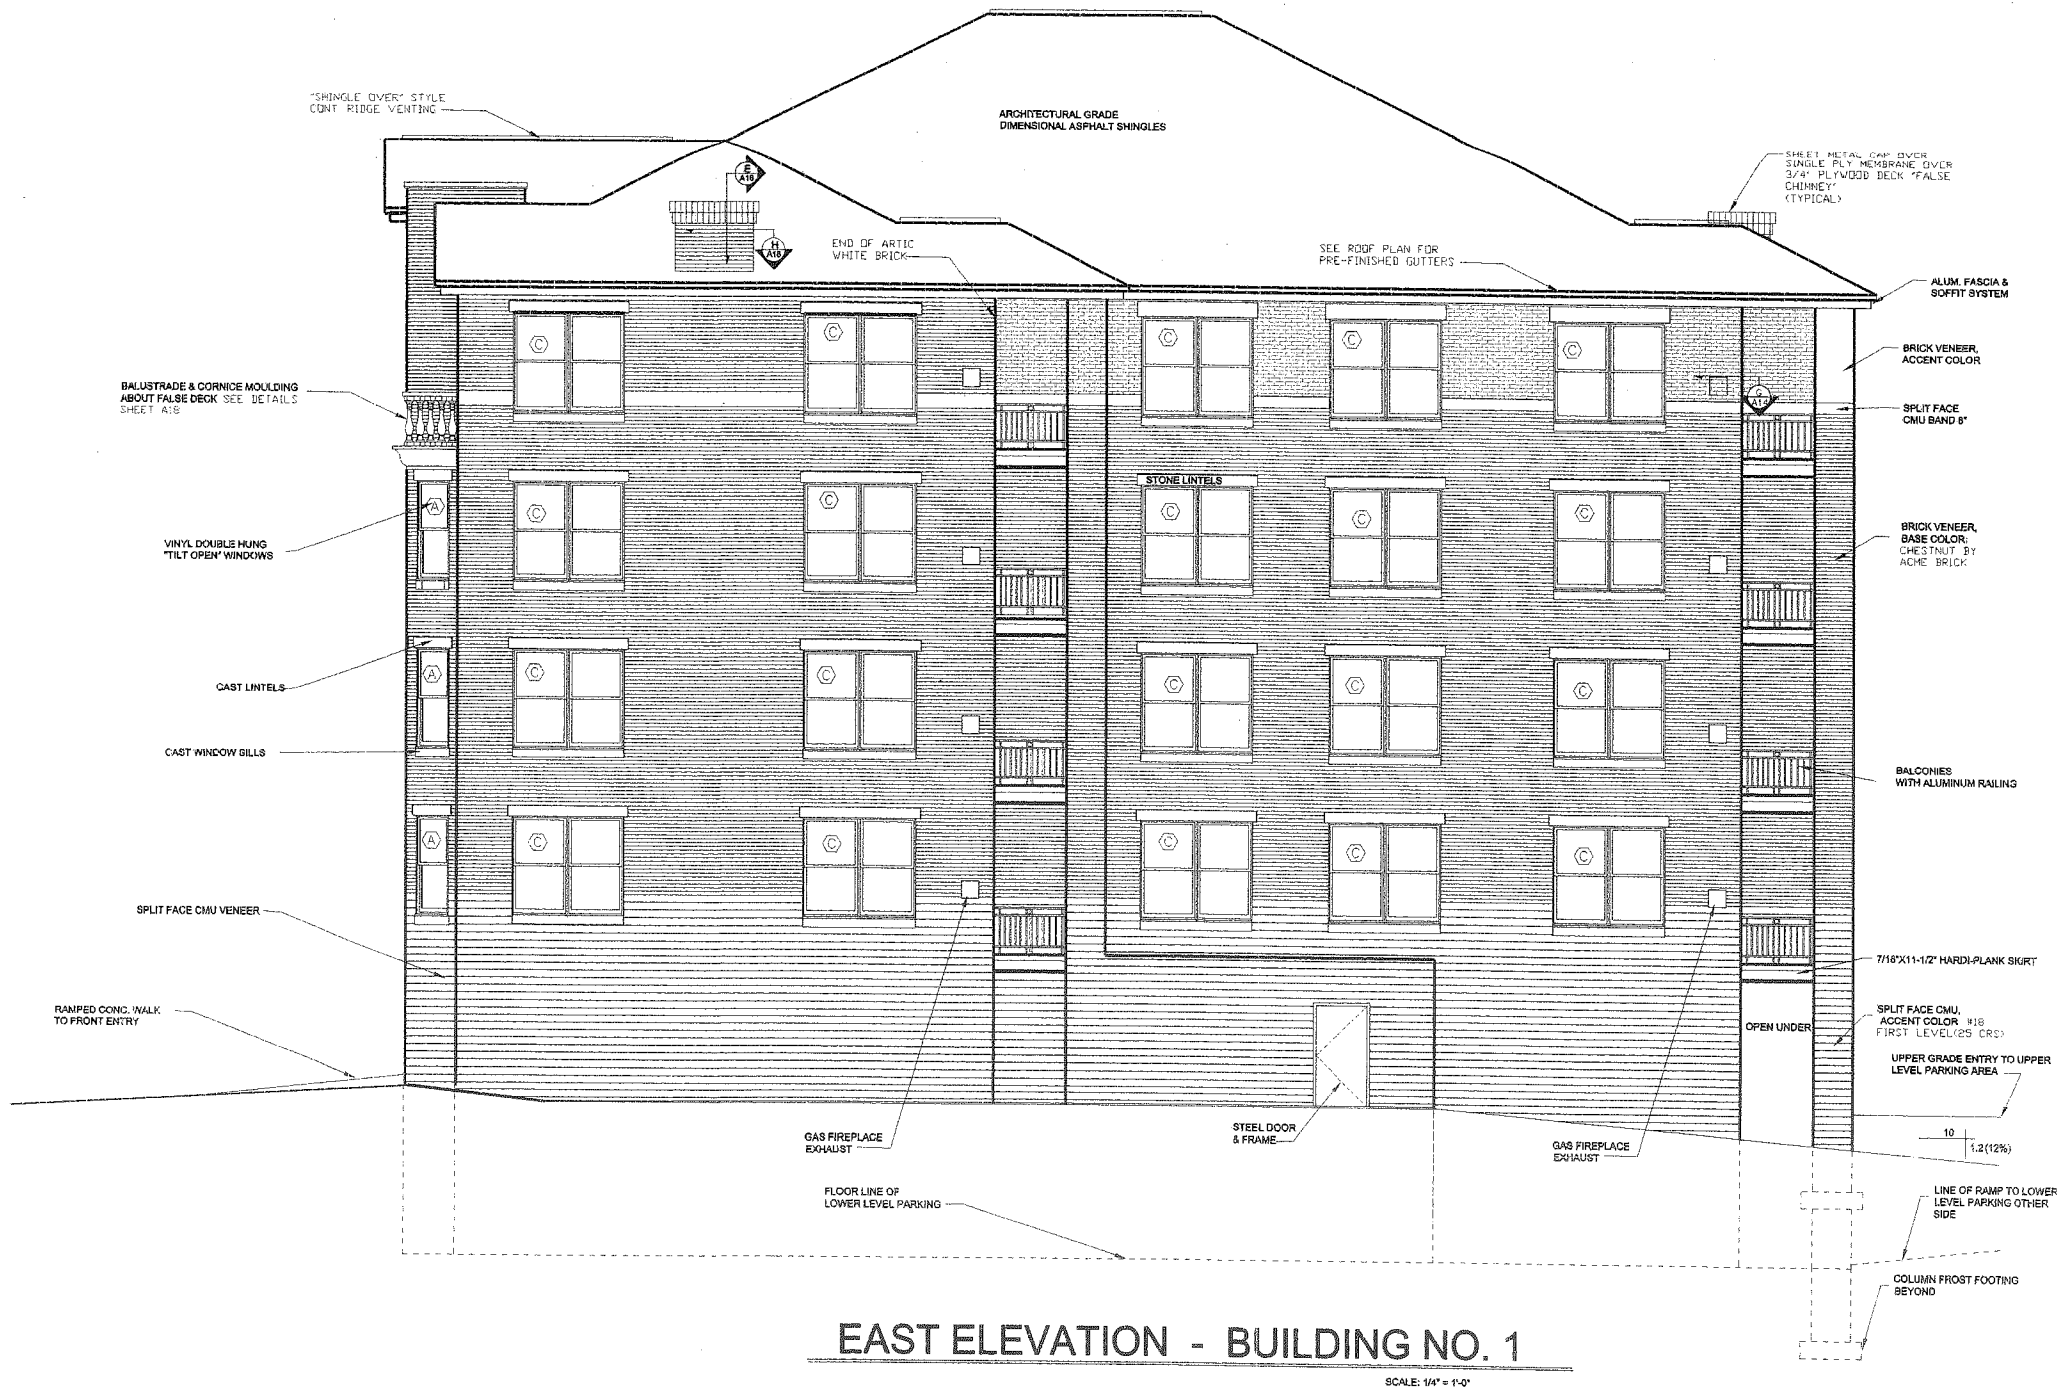 "SHINGLE OVER" STYLE
CONT RIDGE VENTING
ARCHITECTURAL GRADE
DIMENSIONAL ASPHALT SHINGLES
SHEET METAL CAP OVER
SINGLE PLY MEMBRANE OVER
3/4" PLYWOOD DECK "FALSE
CHIMNEY"
(TYPICAL)
E
A18
H
A18
END OF ARTIC
WHITE BRICK
SEE ROOF PLAN FOR
PRE-FINISHED GUTTERS
ALUM. FASCIA &
SOFFIT SYSTEM
C
C
C
C
C
BRICK VENEER,
ACCENT COLOR
BALUSTRADE & CORNICE MOULDING
ABOUT FALSE DECK SEE DETAILS
SHEET A18
G
A14
SPLIT FACE
CMU BAND 8"
STONE LINTELS
A
C
C
C
C
C
VINYL DOUBLE HUNG
"TILT OPEN" WINDOWS
BRICK VENEER,
BASE COLOR:
CHESTNUT BY
ACME BRICK
A
C
C
C
C
C
CAST LINTELS
CAST WINDOW SILLS
BALCONIES
WITH ALUMINUM RAILING
A
C
C
C
C
C
SPLIT FACE CMU VENEER
7/16"X11-1/2" HARDI-PLANK SKIRT
RAMPED CONC. WALK
TO FRONT ENTRY
OPEN UNDER
SPLIT FACE CMU,
ACCENT COLOR #18
FIRST LEVEL(25 CRS)
UPPER GRADE ENTRY TO UPPER
LEVEL PARKING AREA
GAS FIREPLACE
EXHAUST
STEEL DOOR
& FRAME
GAS FIREPLACE
EXHAUST
10
1.2(12%)
FLOOR LINE OF
LOWER LEVEL PARKING
LINE OF RAMP TO LOWER
LEVEL PARKING OTHER
SIDE
COLUMN FROST FOOTING
BEYOND
EAST ELEVATION - BUILDING NO. 1
SCALE: 1/4" = 1'-0"